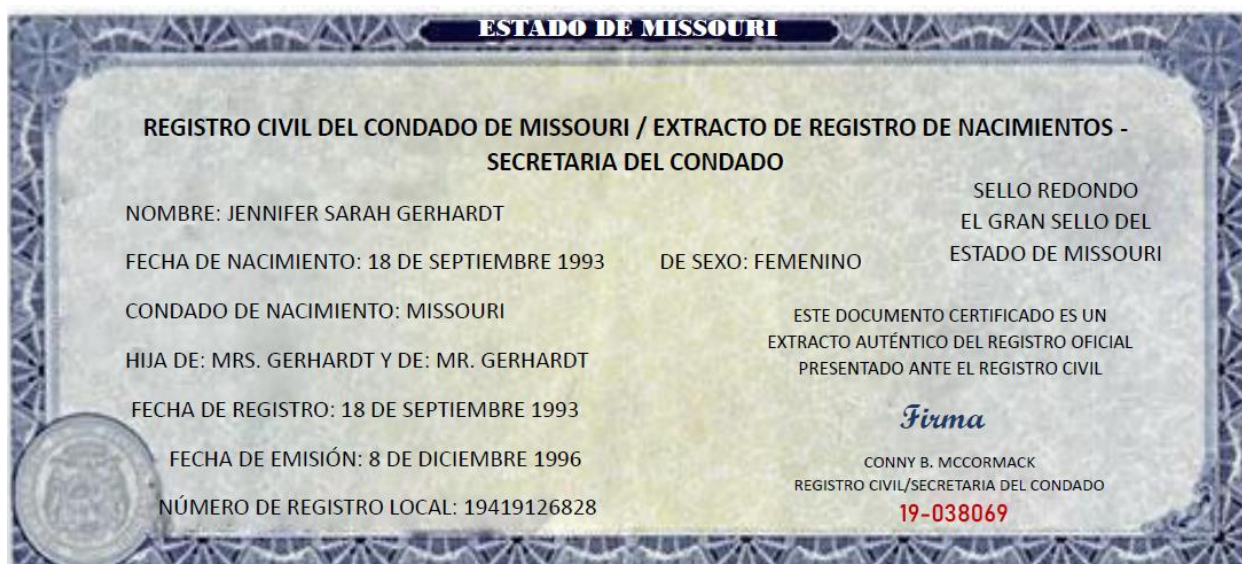 ESTADO DE MISSOURI
REGISTRO CIVIL DEL CONDADO DE MISSOURI / EXTRACTO DE REGISTRO DE NACIMIENTOS -
SECRETARIA DEL CONDADO
SELLO REDONDO
EL GRAN SELLO DEL
ESTADO DE MISSOURI
NOMBRE: JENNIFER SARAH GERHARDT
FECHA DE NACIMIENTO: 18 DE SEPTIEMBRE 1993 DE SEXO: FEMENINO
CONDADO DE NACIMIENTO: MISSOURI
HIJA DE: MRS. GERHARDT Y DE: MR. GERHARDT
FECHA DE REGISTRO: 18 DE SEPTIEMBRE 1993
FECHA DE EMISIÓN: 8 DE DICIEMBRE 1996
NÚMERO DE REGISTRO LOCAL: 19419126828
ESTE DOCUMENTO CERTIFICADO ES UN
EXTRACTO AUTÉNTICO DEL REGISTRO OFICIAL
PRESENTADO ANTE EL REGISTRO CIVIL
Firma
CONNY B. MCCORMACK
REGISTRO CIVIL/SECRETARIA DEL CONDADO
19-038069